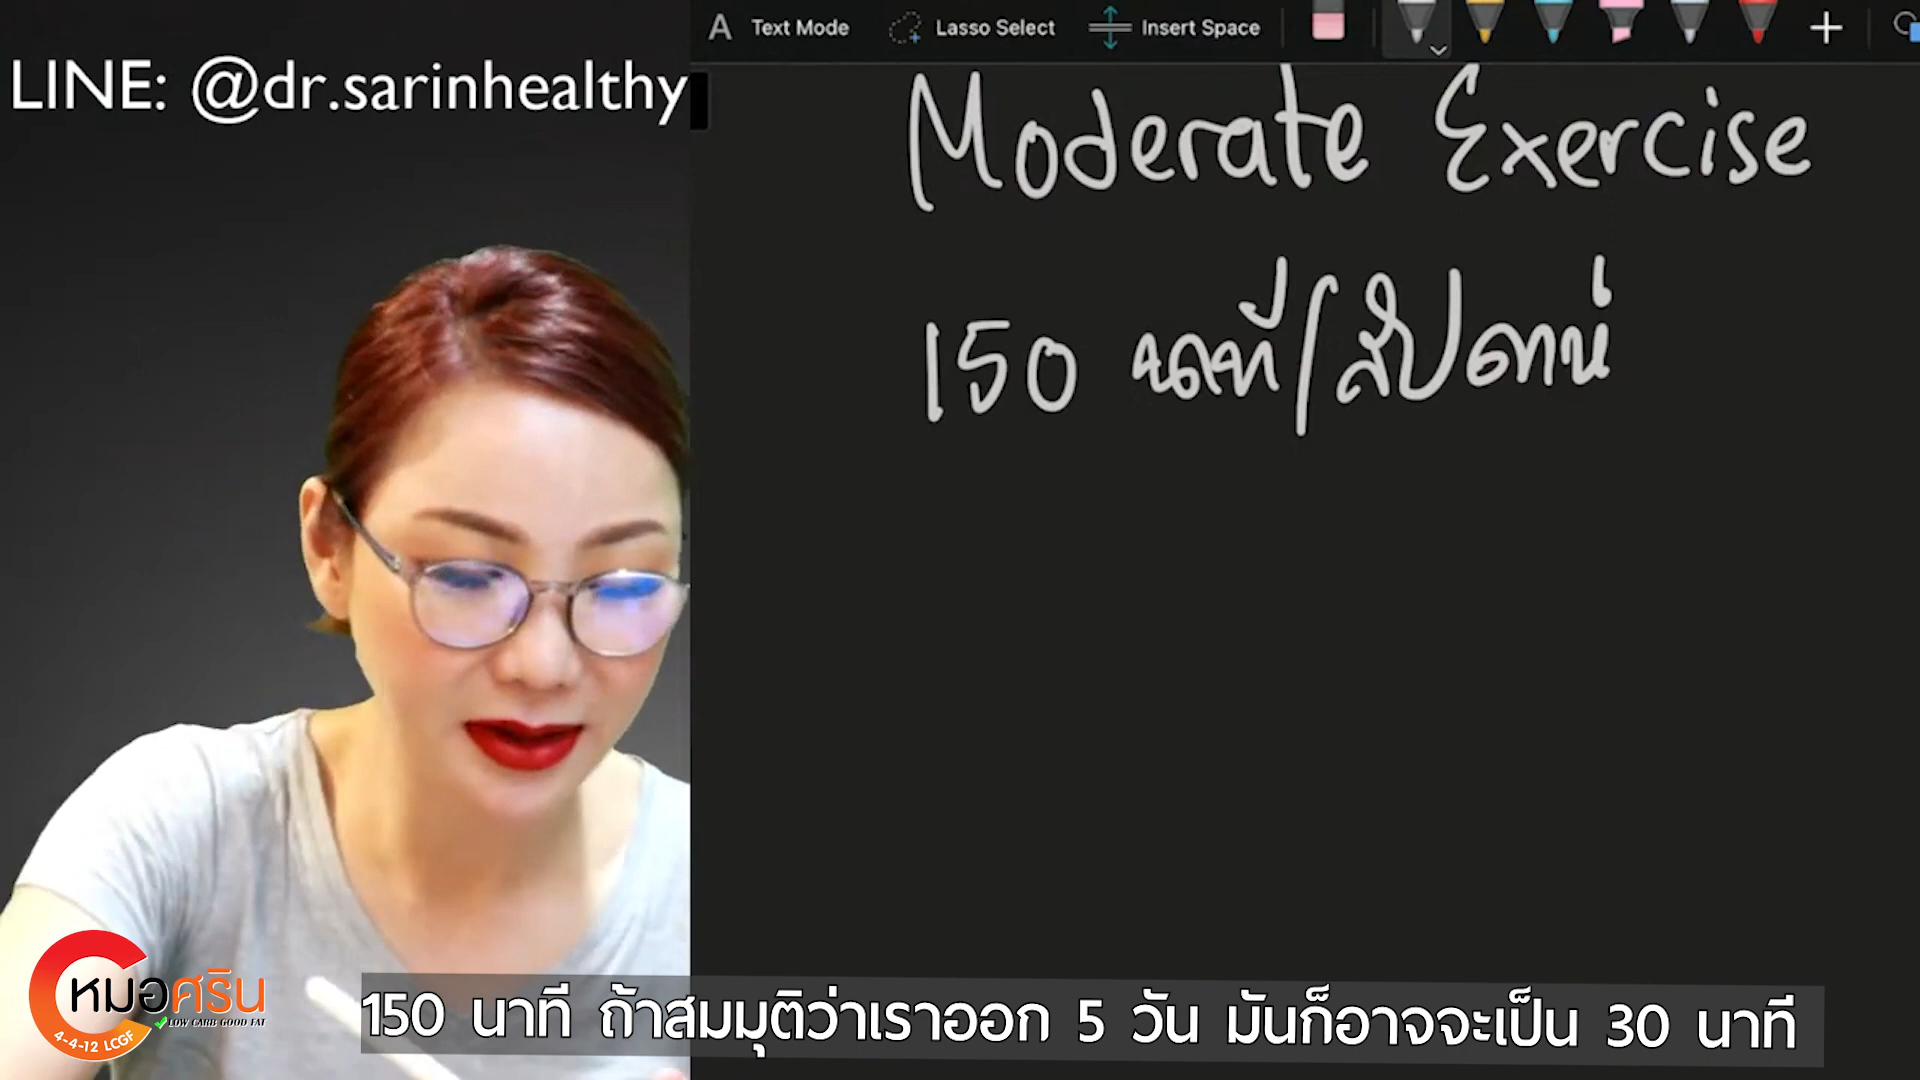 A Text Mode Lasso Select Insert Space
LINE: @dr.sarinhealthy
Moderate Exercise
150 นาที/สัปดาห์
หมอศริน
LOW CARB GOOD FAT
4-4-12 LCGF
150 นาที ถ้าสมมุติว่าเราออก 5 วัน มันก็อาจจะเป็น 30 นาที